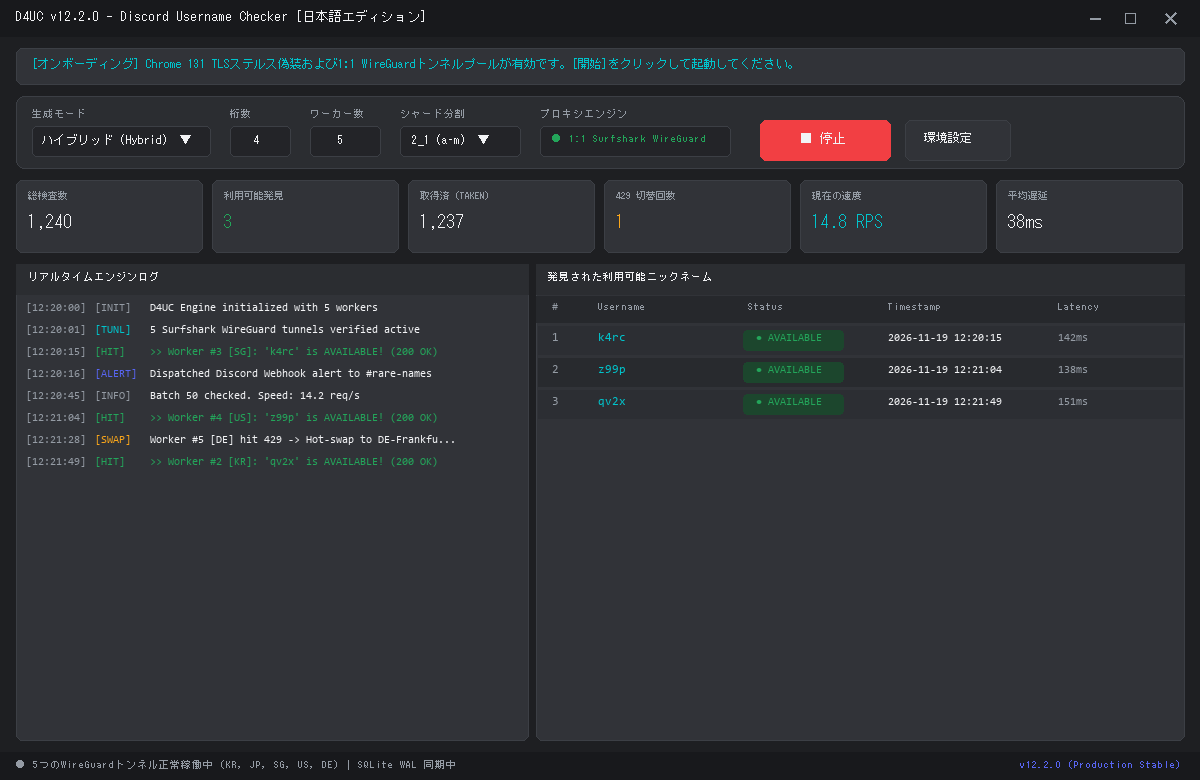 D4UC v12.2.0 - Discord Username Checker [日本語エディション]
[オンボーディング] Chrome 131 TLSステルス偽装および1:1 WireGuardトンネルプールが有効です。[開始]をクリックして起動してください。
生成モード 桁数 ワーカー数 シャード分割 プロキシエンジン
ハイブリッド (Hybrid) ▼ 4 5 2_1 (a-m) ▼ ● 1:1 Surfshark WireGuard ■ 停止 環境設定
総検査数 利用可能発見 取得済 (TAKEN) 429 切替回数 現在の速度 平均遅延
1,240 3 1,237 1 14.8 RPS 38ms
リアルタイムエンジンログ
[12:20:00] [INIT] D4UC Engine initialized with 5 workers
[12:20:01] [TUNL] 5 Surfshark WireGuard tunnels verified active
[12:20:15] [HIT] >> Worker #3 [SG]: 'k4rc' is AVAILABLE! (200 OK)
[12:20:16] [ALERT] Dispatched Discord Webhook alert to #rare-names
[12:20:45] [INFO] Batch 50 checked. Speed: 14.2 req/s
[12:21:04] [HIT] >> Worker #4 [US]: 'z99p' is AVAILABLE! (200 OK)
[12:21:28] [SWAP] Worker #5 [DE] hit 429 -> Hot-swap to DE-Frankfu...
[12:21:49] [HIT] >> Worker #2 [KR]: 'qv2x' is AVAILABLE! (200 OK)
発見された利用可能ニックネーム
# Username Status Timestamp Latency
1 k4rc ● AVAILABLE 2026-11-19 12:20:15 142ms
2 z99p ● AVAILABLE 2026-11-19 12:21:04 138ms
3 qv2x ● AVAILABLE 2026-11-19 12:21:49 151ms
● 5つのWireGuardトンネル正常稼働中 (KR, JP, SG, US, DE) | SQLite WAL 同期中
v12.2.0 (Production Stable)